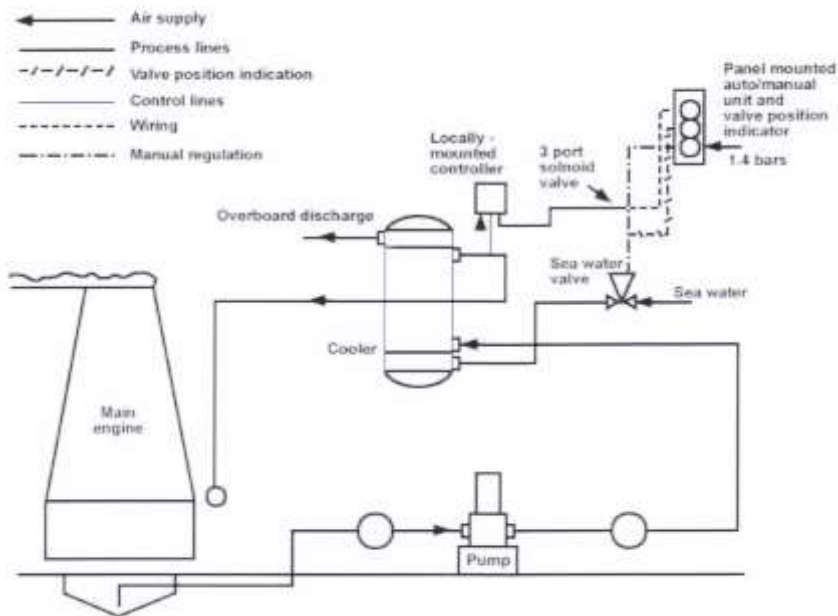 Air supply
Process lines
Valve position indication
Control lines
Wiring
Manual regulation
Panel mounted
auto/manual
unit and
valve position
indicator
1.4 bars
Locally -
mounted
controller
3 port
solnoid
valve
Overboard discharge
Sea water
valve
Sea water
Cooler
Main
engine
Pump